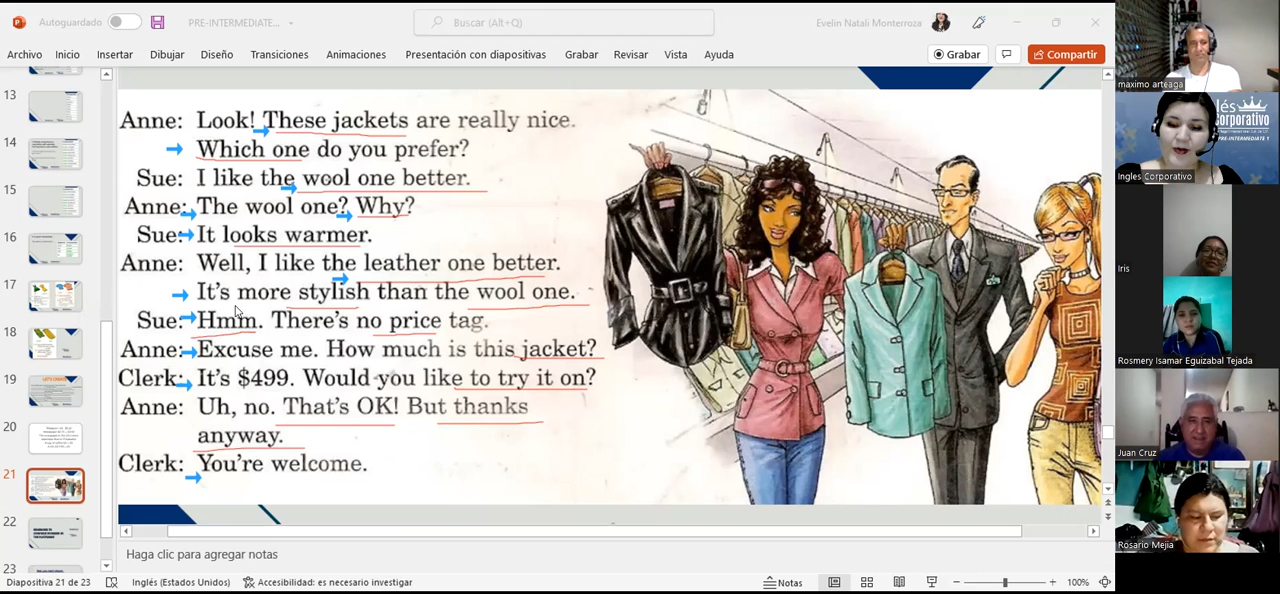 Autoguardado
PRE-INTERMEDIATE...
Buscar (Alt+Q)
Evelin Natali Monterroza
Archivo Inicio Insertar Dibujar Diseño Transiciones Animaciones Presentación con diapositivas Grabar Revisar Vista Ayuda
Grabar
Compartir
13
14
15
16
17
18
19
20
21
22
23
Anne: Look! These jackets are really nice.
Which one do you prefer?
Sue: I like the wool one better.
Anne: The wool one? Why?
Sue: It looks warmer.
Anne: Well, I like the leather one better.
It's more stylish than the wool one.
Sue: Hmm. There's no price tag.
Anne: Excuse me. How much is this jacket?
Clerk: It's $499. Would you like to try it on?
Anne: Uh, no. That's OK! But thanks
anyway.
Clerk: You're welcome.
Haga clic para agregar notas
Diapositiva 21 de 23
Inglés (Estados Unidos)
Accesibilidad: es necesario investigar
Notas
100%
maximo arteaga
lés
orporativo
PRE-INTERMEDIATE 1
Ingles Corporativo
Iris
Rosmery Isamar Eguizabal Tejada
Juan Cruz
Rosario Mejia